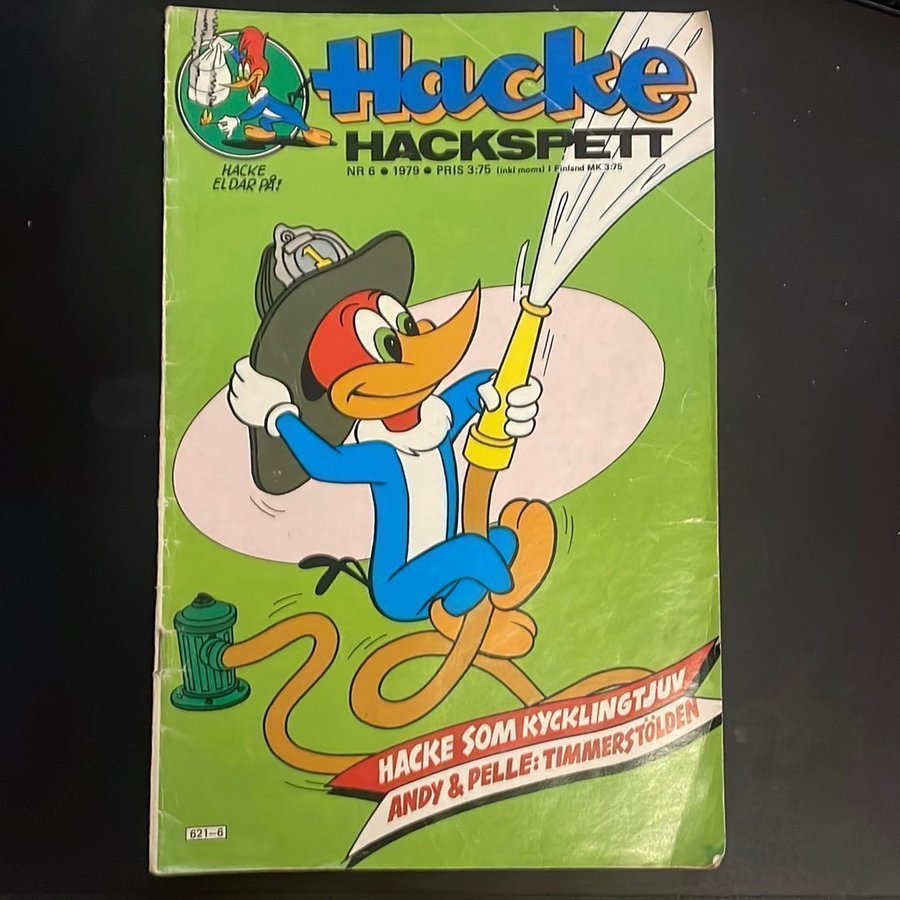 Hacke
HACKSPETT
NR 6 • 1979 • PRIS 3:75 (inkl moms) I Finland MK 3:75
HACKE
ELDAR PÅ!
1
HACKE SOM KYCKLINGTJUV
ANDY & PELLE: TIMMERSTÖLDEN
621-6